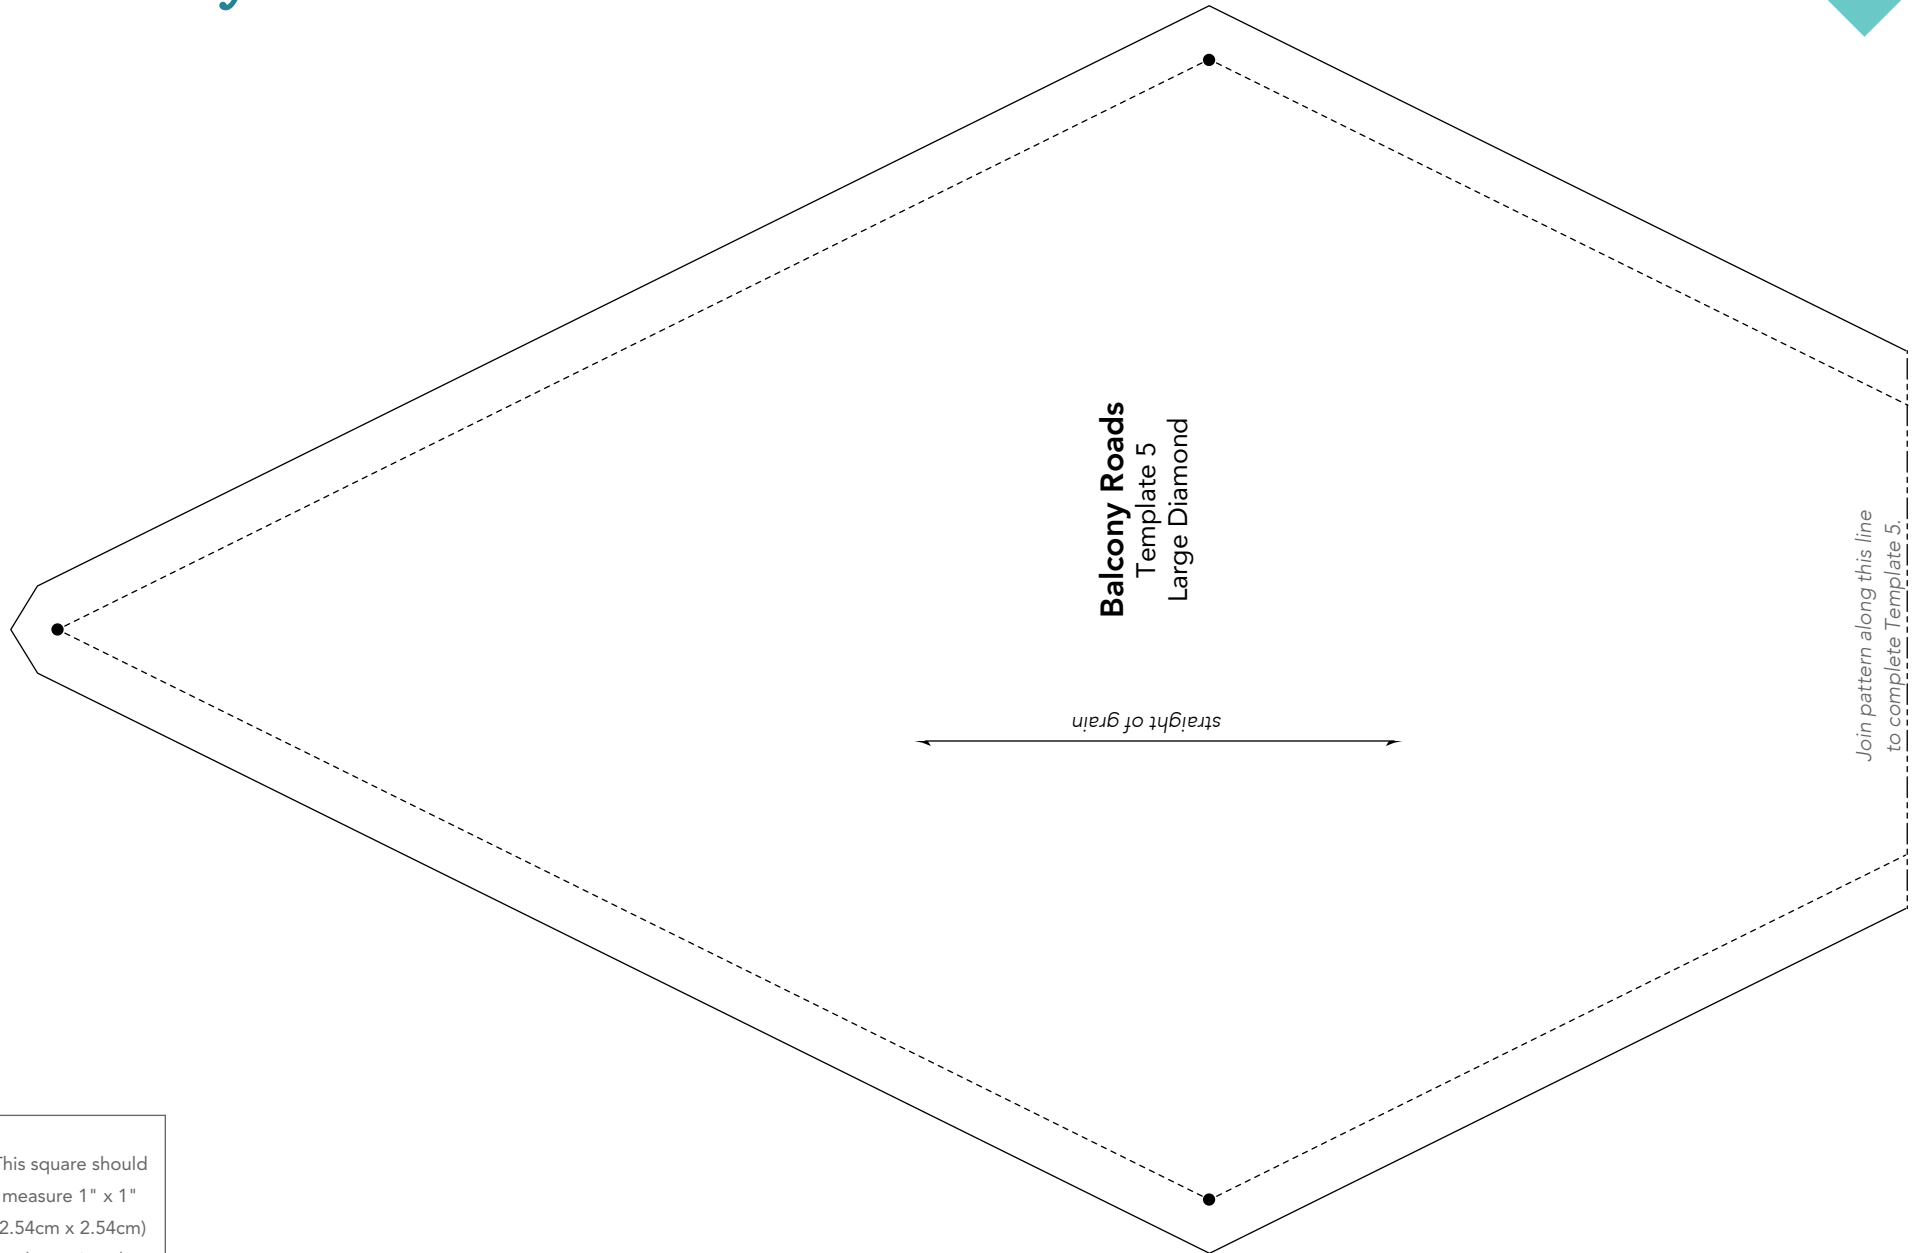 Balcony Roads
Template 5
Large Diamond
straight of grain
Join pattern along this line
to complete Template 5.
This square should
measure 1" x 1"
2.54cm x 2.54cm)